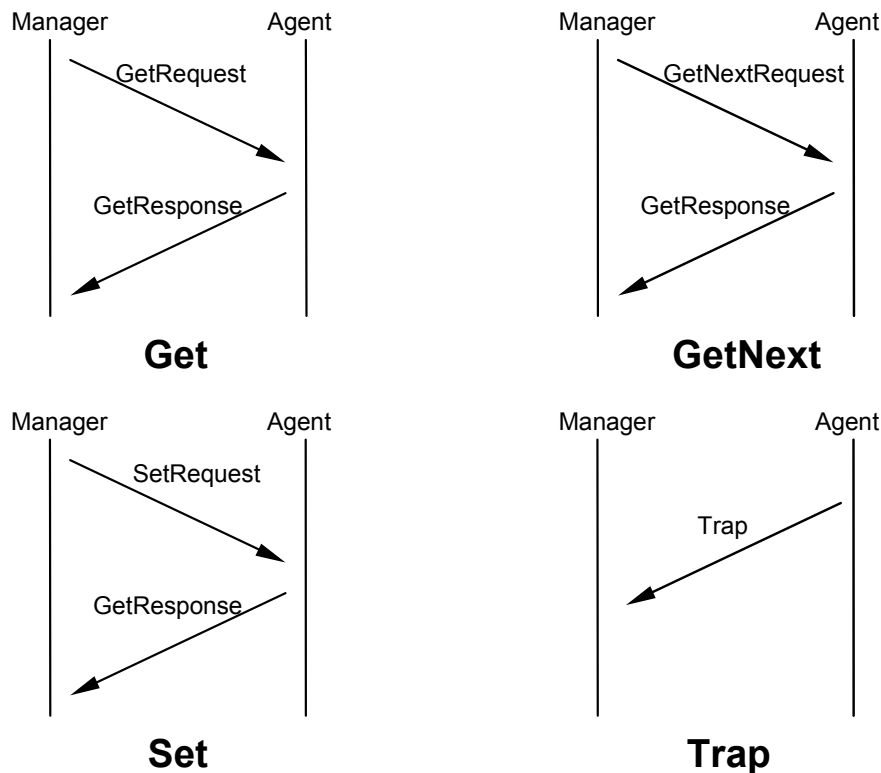 Manager Agent Manager Agent
GetRequest GetNextRequest
GetResponse GetResponse
Get GetNext
Manager Agent Manager Agent
SetRequest
Trap
GetResponse
Set Trap